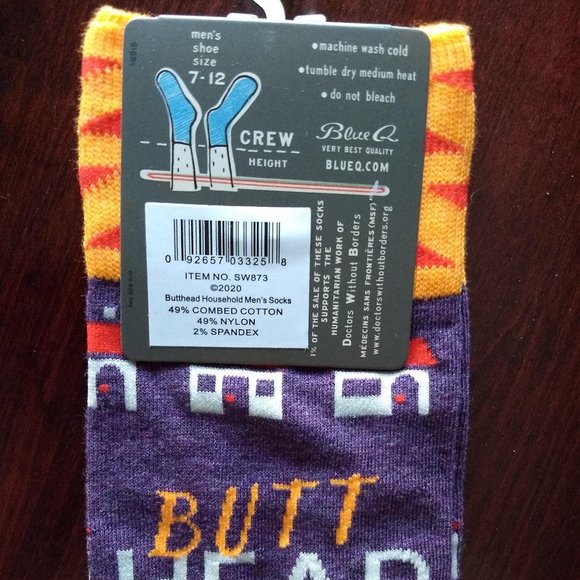 men's
shoe
size
7-12
• machine wash cold
• tumble dry medium heat
• do not bleach
CREW
HEIGHT
Blue Q
VERY BEST QUALITY
BLUEQ.COM
0 92657 03325 8
ITEM NO. SW873
©2020
Butthead Household Men's Socks
49% COMBED COTTON
49% NYLON
2% SPANDEX
1% OF THE SALE OF THESE SOCKS
SUPPORTS THE
HUMANITARIAN WORK OF
DOCTORS WITHOUT BORDERS
MÉDECINS SANS FRONTIÈRES (MSF)
www.doctorswithoutborders.org
BUTT
HEAD